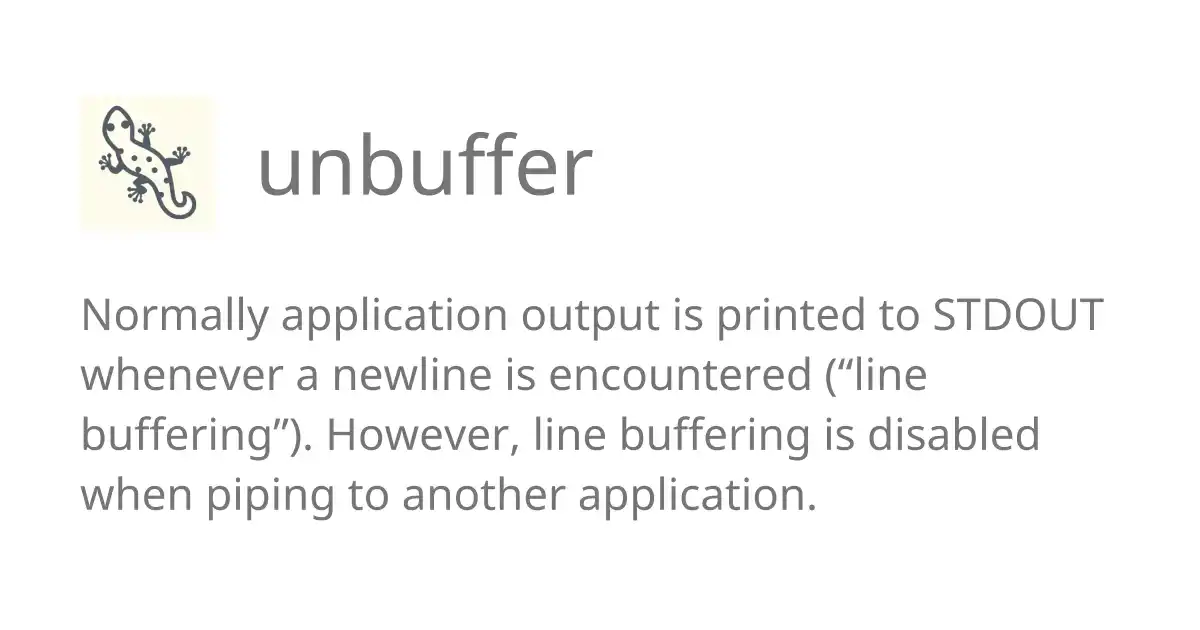 unbuffer
Normally application output is printed to STDOUT
whenever a newline is encountered (“line
buffering”). However, line buffering is disabled
when piping to another application.